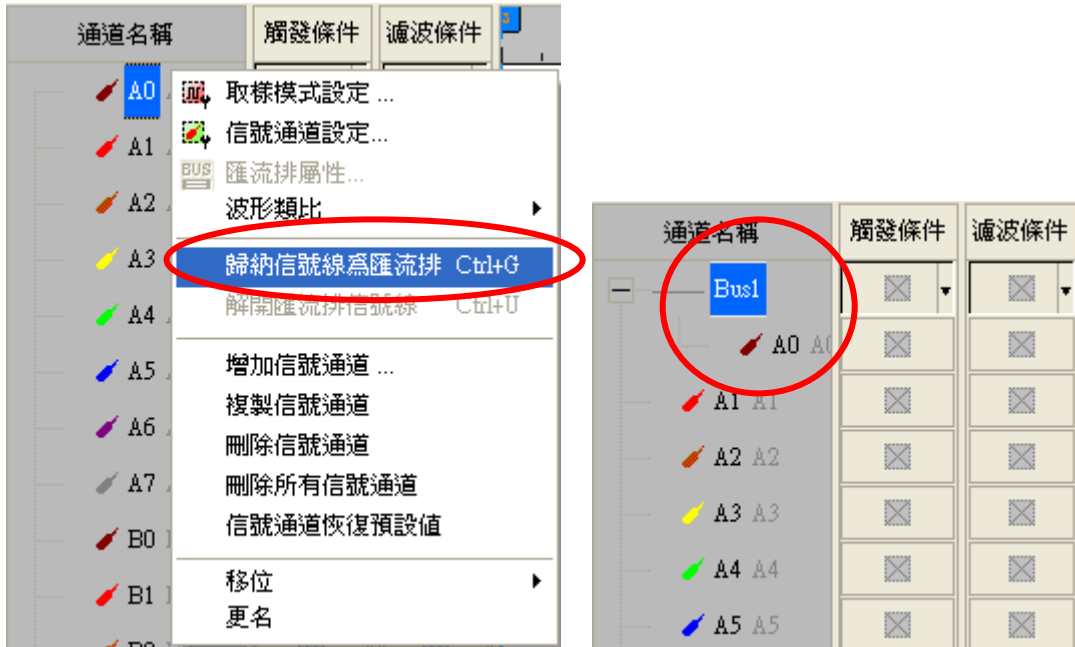 通道名稱 觸發條件 濾波條件
A0
取樣模式設定 ...
信號通道設定...
A1
BUS 匯流排屬性...
A2
波形類比
A3
歸納信號線為匯流排 Ctrl+G
A4
解開匯流排信號線 Ctrl+U
增加信號通道 ...
A5
複製信號通道
A6
刪除信號通道
A7
刪除所有信號通道
B0
信號通道恢復預設值
移位
B1
更名
通道名稱 觸發條件 濾波條件
Bus1
A0 A0
A1 A1
A2 A2
A3 A3
A4 A4
A5 A5